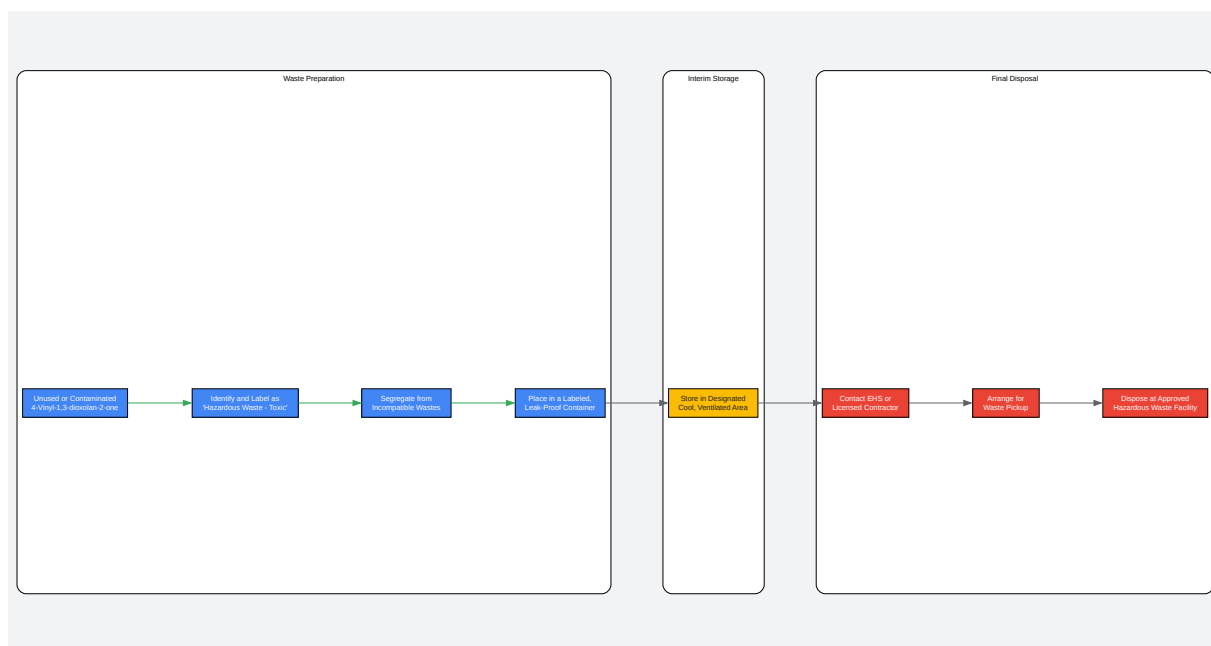 Waste Preparation
Interim Storage
Final Disposal
Unused or Contaminated
4-Vinyl-1,3-dioxolan-2-one
Identify and Label as
'Hazardous Waste - Toxic'
Segregate from
Incompatible Wastes
Place in a Labeled,
Leak-Proof Container
Store in Designated
Cool, Ventilated Area
Contact EHS or
Licensed Contractor
Arrange for
Waste Pickup
Dispose at Approved
Hazardous Waste Facility